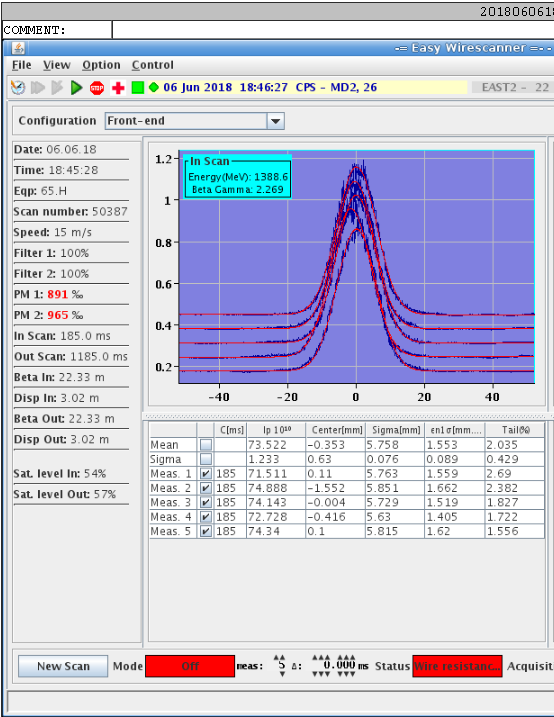 2018060618
COMMENT:
-= Easy Wirescanner =--
File View Option Control
STOP 06 Jun 2018 18:46:27 CPS - MD2, 26 EAST2 - 22
Configuration Front-end
Date: 06.06.18
Time: 18:45:28
Eqp: 65.H
Scan number: 50387
Speed: 15 m/s
Filter 1: 100%
Filter 2: 100%
PM 1: 891 ‰
PM 2: 965 ‰
In Scan: 185.0 ms
Out Scan: 1185.0 ms
Beta In: 22.33 m
Disp In: 3.02 m
Beta Out: 22.33 m
Disp Out: 3.02 m
Sat. level In: 54%
Sat. level Out: 57%
In Scan
Energy(MeV): 1388.6
Beta Gamma: 2.269
1.2
1
0.8
0.6
0.4
0.2
-40 -20 0 20 40
C[ms] Ip 10¹⁰ Center[mm] Sigma[mm] εn1σ[mm.... Tail(%)
Mean 73.522 -0.353 5.758 1.553 2.035
Sigma 1.233 0.63 0.076 0.089 0.429
Meas. 1 185 71.511 0.11 5.763 1.559 2.69
Meas. 2 185 74.888 -1.552 5.851 1.662 2.382
Meas. 3 185 74.143 -0.004 5.729 1.519 1.827
Meas. 4 185 72.728 -0.416 5.63 1.405 1.722
Meas. 5 185 74.34 0.1 5.815 1.62 1.556
New Scan Mode Off meas: 5 Δ: 0.000 ms Status Wire resistanc... Acquisit